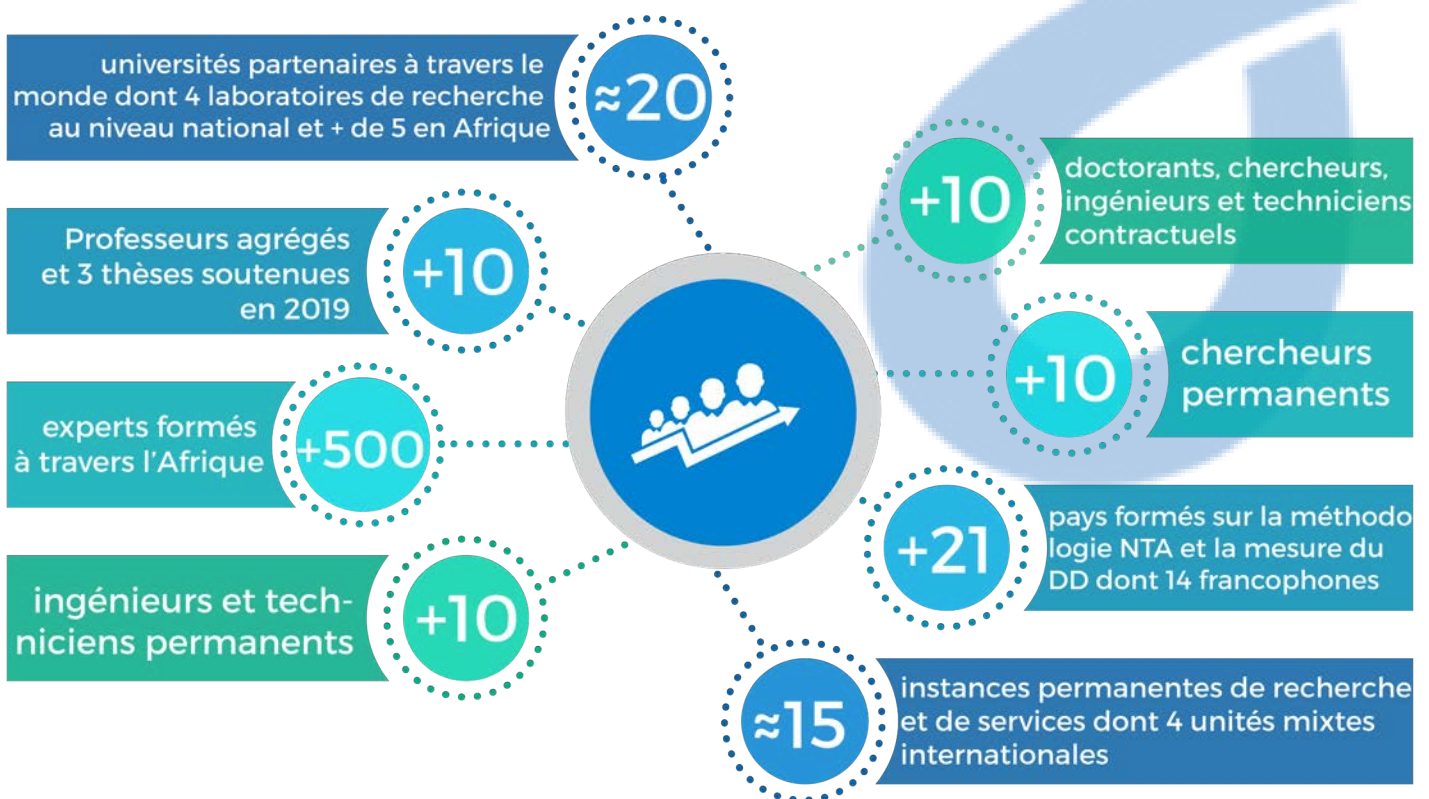 universités partenaires à travers le
monde dont 4 laboratoires de recherche
au niveau national et + de 5 en Afrique
≈20
Professeurs agrégés
et 3 thèses soutenues
en 2019
+10
experts formés
à travers l'Afrique
+500
ingénieurs et tech-
niciens permanents
+10
+10
doctorants, chercheurs,
ingénieurs et techniciens
contractuels
+10
chercheurs
permanents
+21
pays formés sur la méthodo
logie NTA et la mesure du
DD dont 14 francophones
≈15
instances permanentes de recherche
et de services dont 4 unités mixtes
internationales